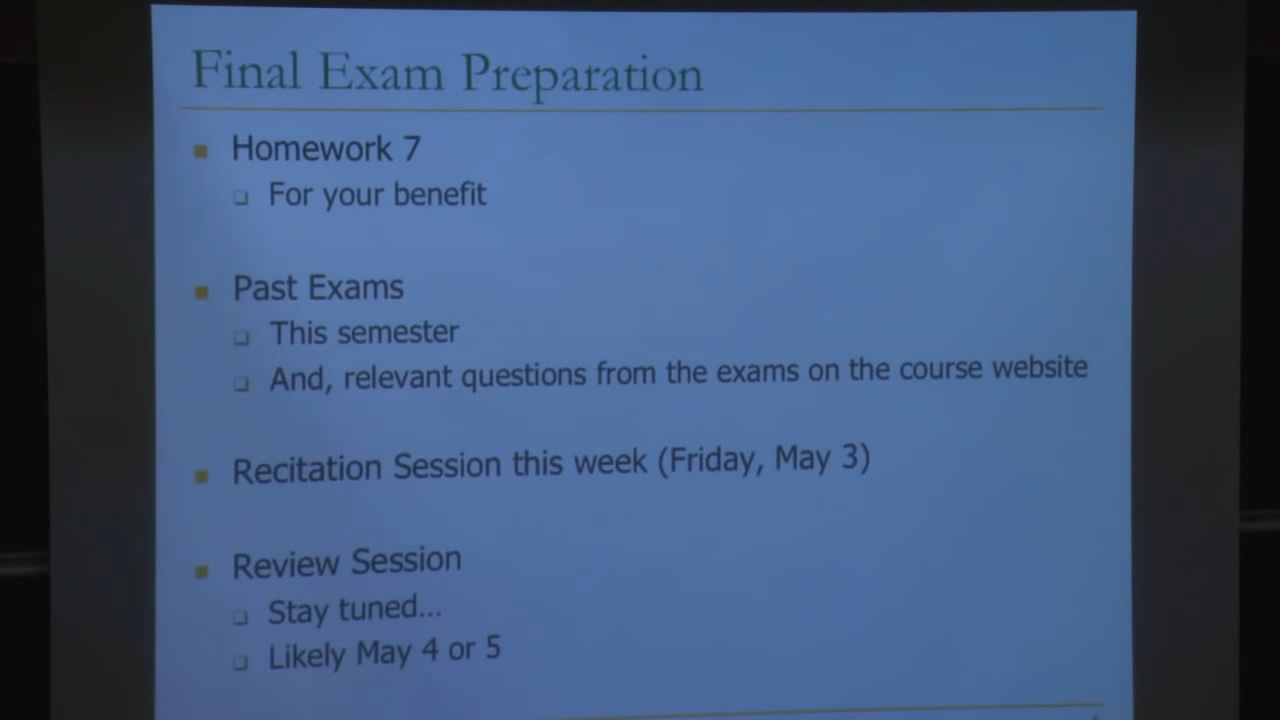 Final Exam Preparation
Homework 7
For your benefit
Past Exams
This semester
And, relevant questions from the exams on the course website
Recitation Session this week (Friday, May 3)
Review Session
Stay tuned...
Likely May 4 or 5